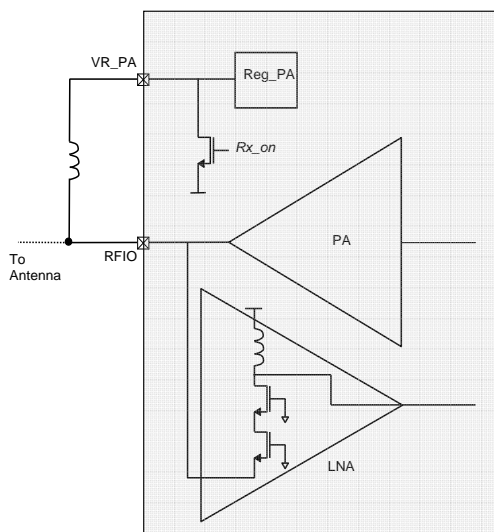 VR_PA
Reg_PA
Rx_on
PA
RFIO
To
Antenna
LNA